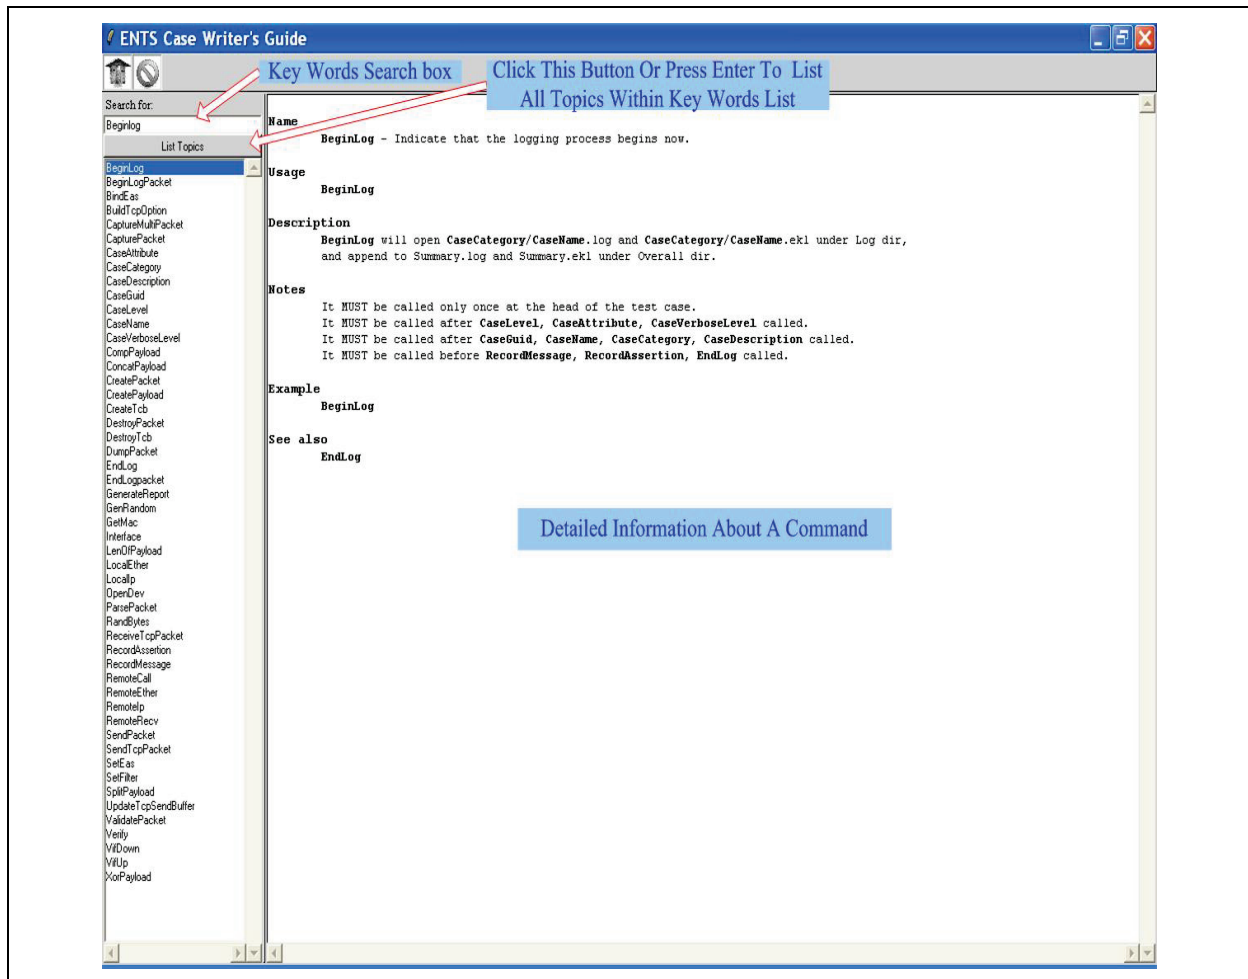 ENTS Case Writer's Guide
Key Words Search box
Click This Button Or Press Enter To List
All Topics Within Key Words List
Search for:
Beginlog
List Topics
BeginLog
BeginLogPacket
BindEas
BuildTcpOption
CaptureMultiPacket
CapturePacket
CaseAttribute
CaseCategory
CaseDescription
CaseGuid
CaseLevel
CaseName
CaseVerboseLevel
CompPayload
ConcatPayload
CreatePacket
CreatePayload
CreateTcb
DestroyPacket
DestroyTcb
DumpPacket
EndLog
EndLogpacket
GenerateReport
GenRandom
GetMac
Interface
LenOfPayload
LocalEther
LocalIp
OpenDev
ParsePacket
RandBytes
ReceiveTcpPacket
RecordAssertion
RecordMessage
RemoteCall
RemoteEther
RemoteIp
RemoteRecv
SendPacket
SendTcpPacket
SetEas
SetFilter
SplitPayload
UpdateTcpSendBuffer
ValidatePacket
Verify
VifDown
VifUp
XorPayload
Name
BeginLog - Indicate that the logging process begins now.
Usage
BeginLog
Description
BeginLog will open CaseCategory/CaseName.log and CaseCategory/CaseName.ekl under Log dir,
and append to Summary.log and Summary.ekl under Overall dir.
Notes
It MUST be called only once at the head of the test case.
It MUST be called after CaseLevel, CaseAttribute, CaseVerboseLevel called.
It MUST be called after CaseGuid, CaseName, CaseCategory, CaseDescription called.
It MUST be called before RecordMessage, RecordAssertion, EndLog called.
Example
BeginLog
See also
EndLog
Detailed Information About A Command